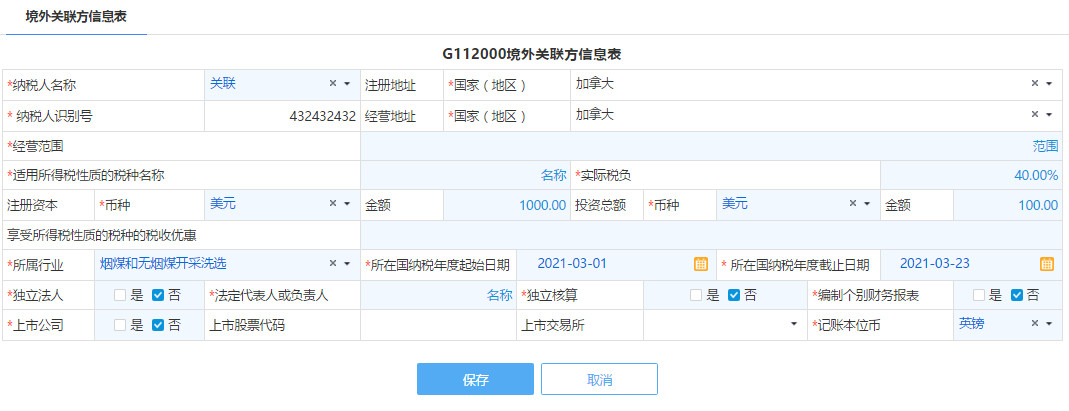 境外关联方信息表
G112000境外关联方信息表
*纳税人名称 关联 × 注册地址 *国家（地区） 加拿大 ×
* 纳税人识别号 432432432 经营地址 *国家（地区） 加拿大 ×
*经营范围 范围
*适用所得税性质的税种名称 名称 *实际税负 40.00%
注册资本 *币种 美元 × 金额 1000.00 投资总额 *币种 美元 × 金额 100.00
享受所得税性质的税种的税收优惠
*所属行业 烟煤和无烟煤开采洗选 × *所在国纳税年度起始日期 2021-03-01 * 所在国纳税年度截止日期 2021-03-23
*独立法人 是 否 *法定代表人或负责人 名称 *独立核算 是 否 *编制个别财务报表 是 否
*上市公司 是 否 上市股票代码 上市交易所 *记账本位币 英镑 ×
保存 取消